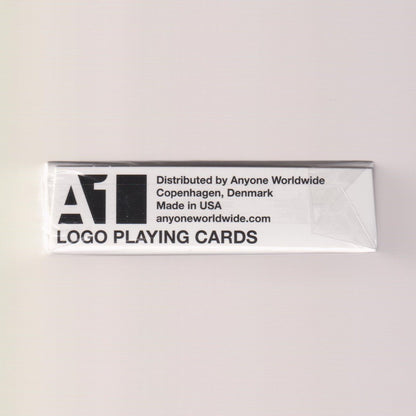 A1
Distributed by Anyone Worldwide
Copenhagen, Denmark
Made in USA
anyoneworldwide.com
LOGO PLAYING CARDS